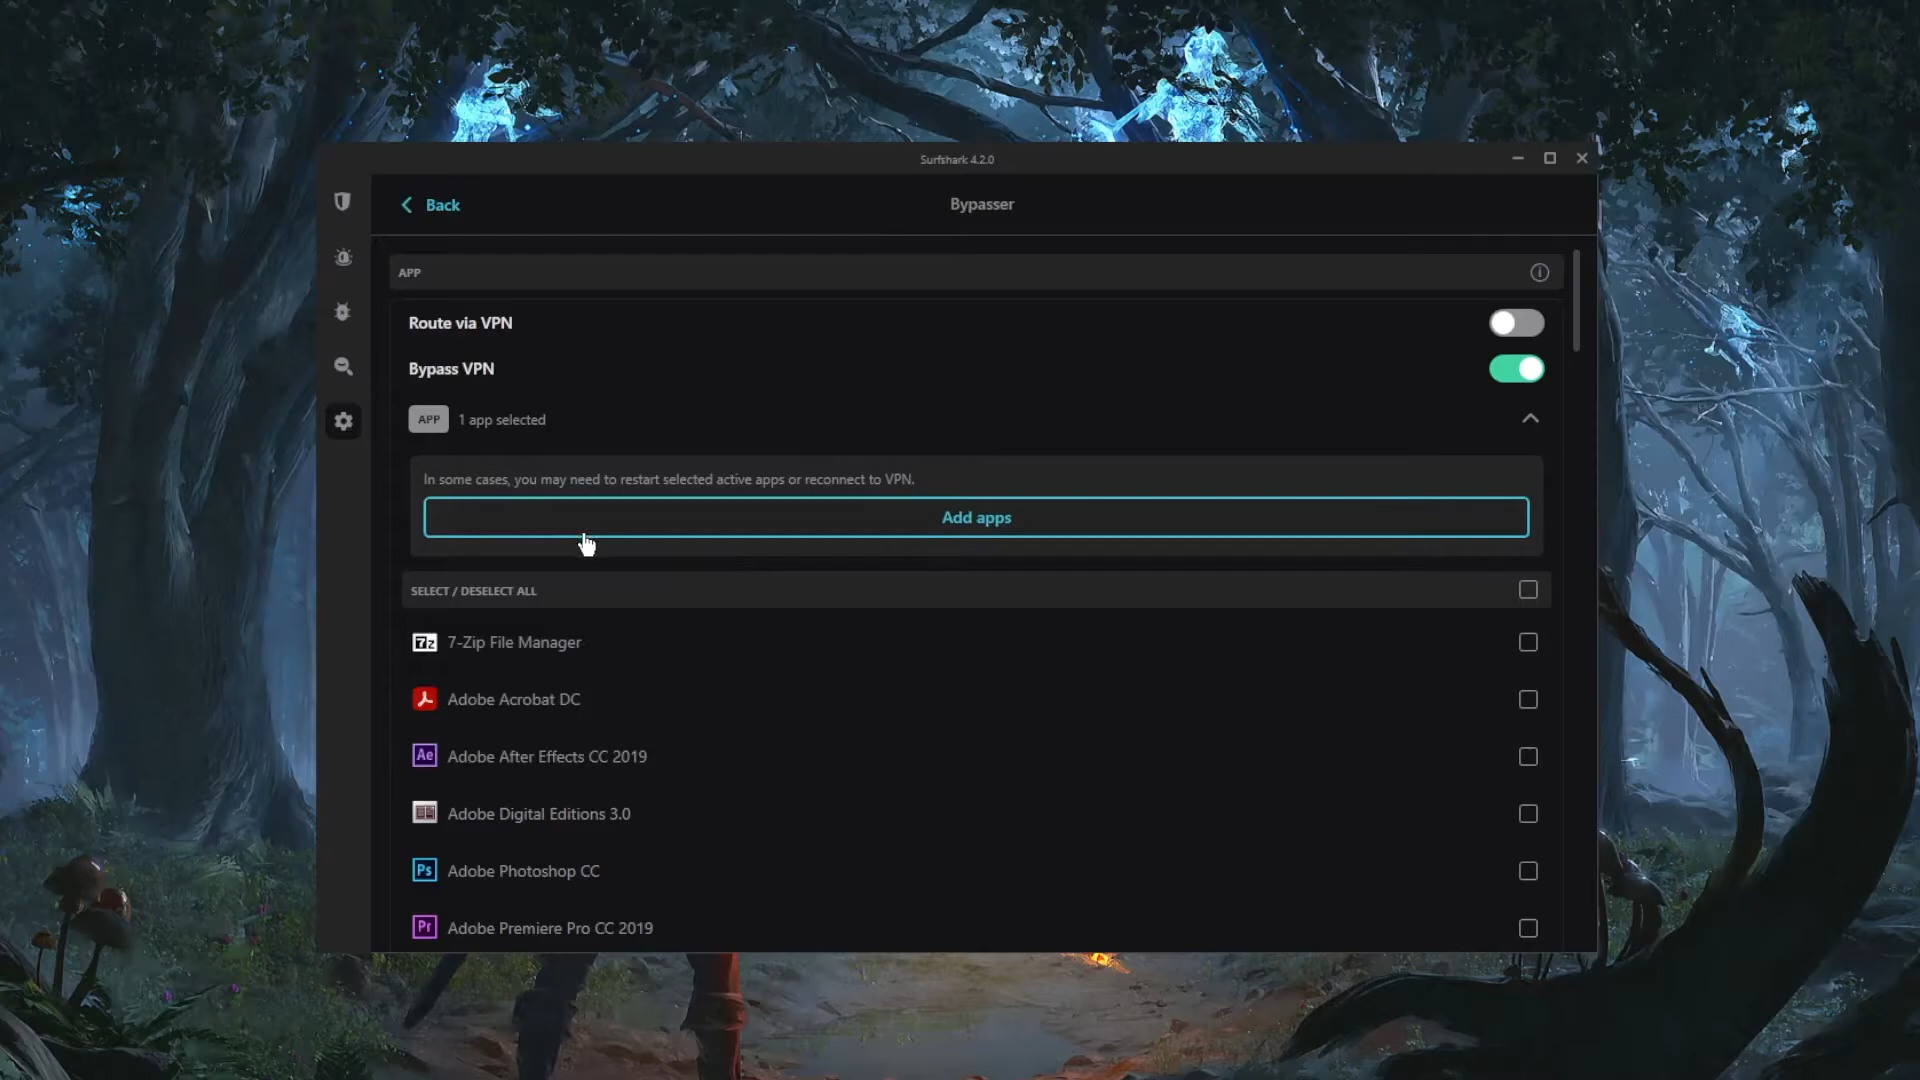 Surfshark 4.2.0
Back
Bypasser
APP
Route via VPN
Bypass VPN
APP 1 app selected
In some cases, you may need to restart selected active apps or reconnect to VPN.
Add apps
SELECT / DESELECT ALL
7z 7-Zip File Manager
Adobe Acrobat DC
Ae Adobe After Effects CC 2019
Adobe Digital Editions 3.0
Ps Adobe Photoshop CC
Pr Adobe Premiere Pro CC 2019